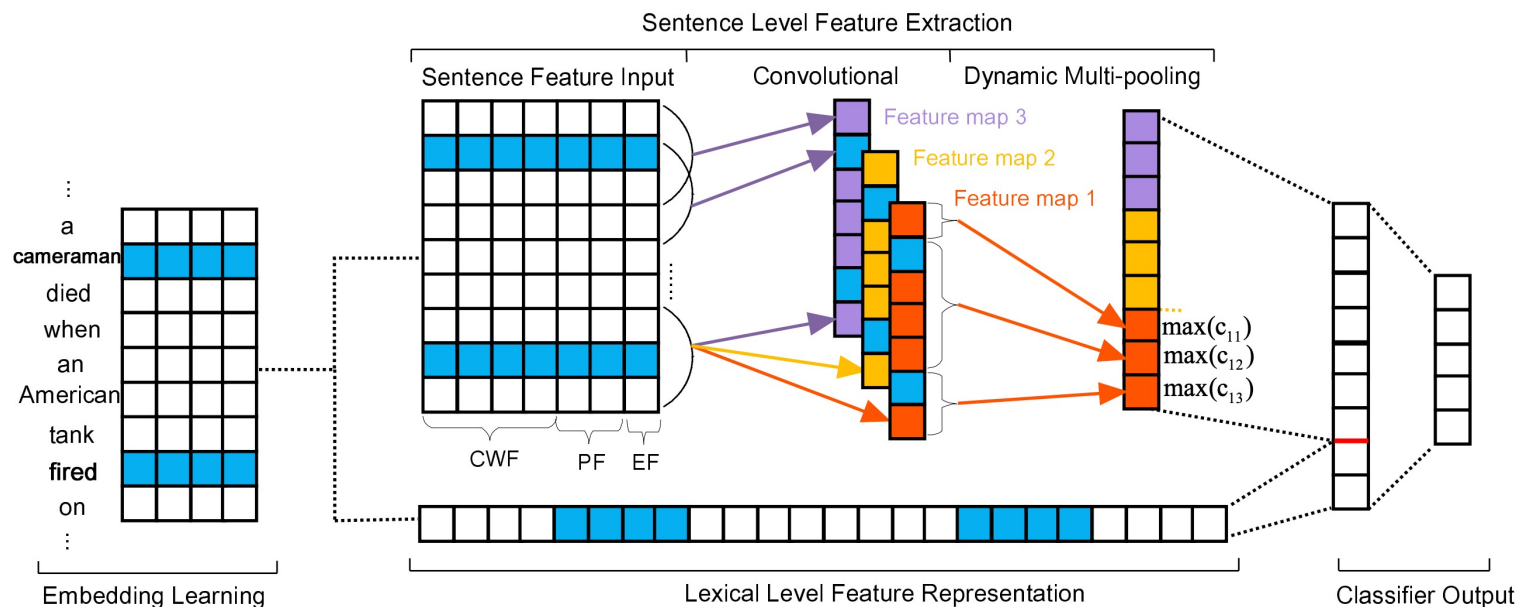 Sentence Level Feature Extraction
Sentence Feature Input
Convolutional
Dynamic Multi-pooling
Feature map 3
Feature map 2
Feature map 1
...
a
cameraman
died
when
an
American
tank
fired
on
...
max(c₁₁)
max(c₁₂)
max(c₁₃)
CWF
PF
EF
Embedding Learning
Lexical Level Feature Representation
Classifier Output